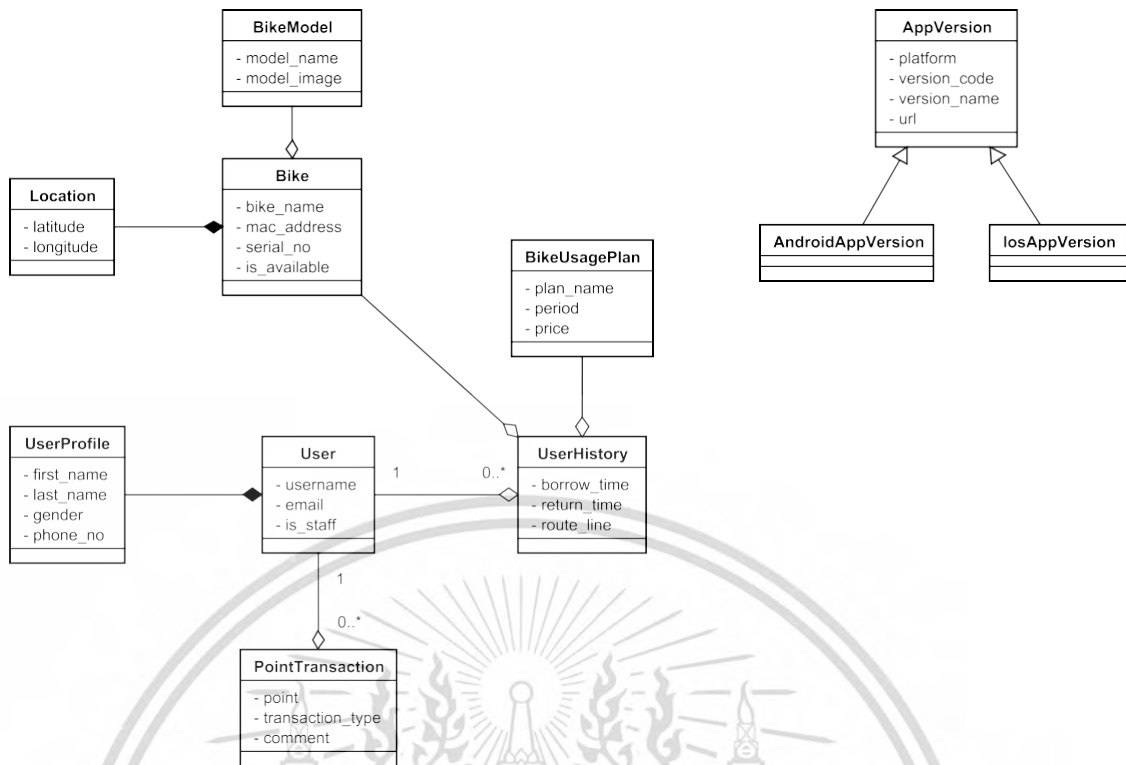 BikeModel
- model_name
- model_image
AppVersion
- platform
- version_code
- version_name
- url
Location
- latitude
- longitude
Bike
- bike_name
- mac_address
- serial_no
- is_available
AndroidAppVersion
IosAppVersion
BikeUsagePlan
- plan_name
- period
- price
UserProfile
- first_name
- last_name
- gender
- phone_no
User
- username
- email
- is_staff
1
0..*
UserHistory
- borrow_time
- return_time
- route_line
1
0..*
PointTransaction
- point
- transaction_type
- comment